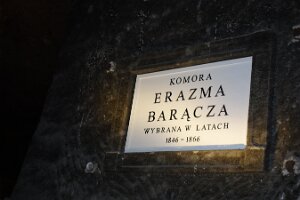 KOMORA
ERAZMA
BARĄCZA
WYBRANA W LATACH
1846 - 1866